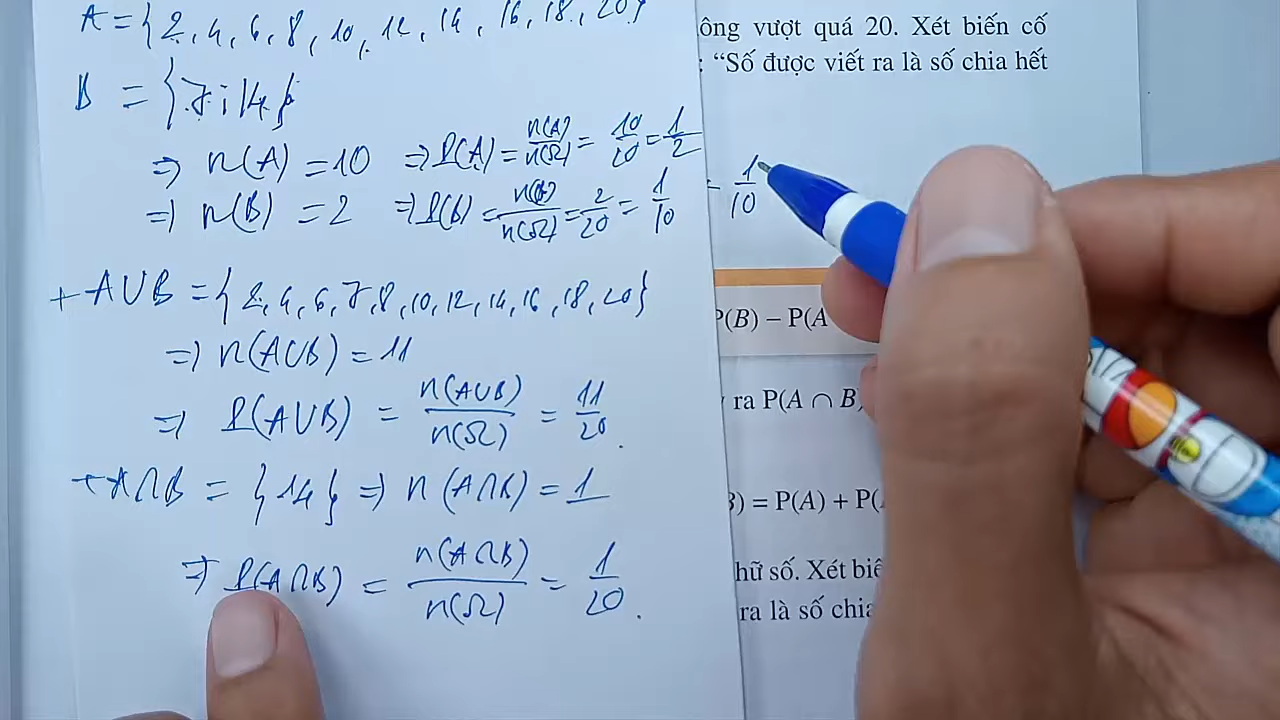 A = { 2, 4, 6, 8, 10, 12, 14, 16, 18, 20}
B = { 7; 14}
⇒ n(A) = 10 ⇒ P(A) = n(A)/n(Ω) = 10/20 = 1/2
⇒ n(B) = 2 ⇒ P(B) = n(B)/n(Ω) = 2/20 = 1/10
+ A∪B = { 2, 4, 6, 7, 8, 10, 12, 14, 16, 18, 20}
⇒ n(A∪B) = 11
⇒ P(A∪B) = n(A∪B)/n(Ω) = 11/20.
+ A∩B = { 14} ⇒ n(A∩B) = 1
⇒ P(A∩B) = n(A∩B)/n(Ω) = 1/20.
vượt quá 20. Xét biến cố
: “Số được viết ra là số chia hết
= 1/10
P(B) − P(A
ra P(A ∩ B)
B) = P(A) + P(
hữ số. Xét biế
ra là số chia